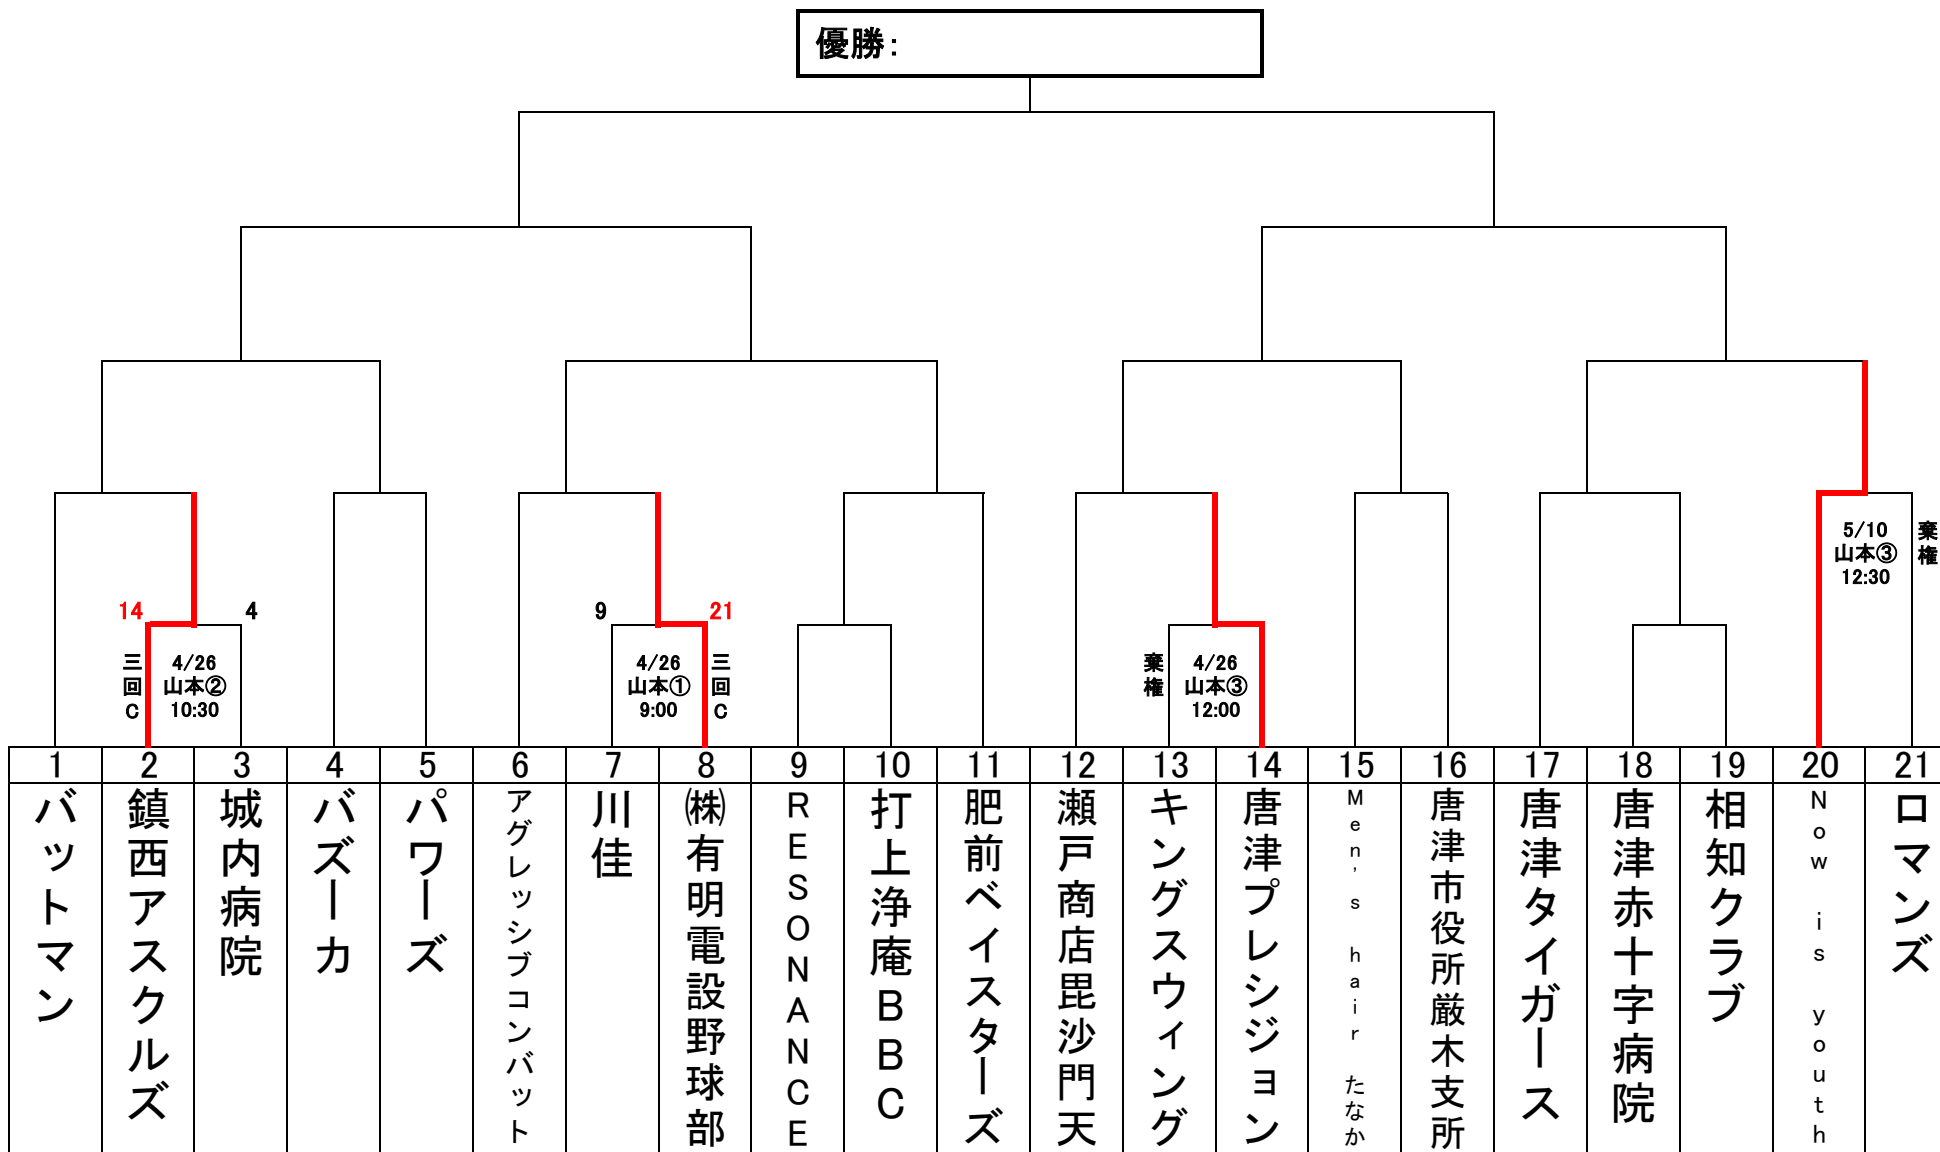 優勝：
5/10
山本③
12:30
棄権
14
4
9
21
三回C
4/26
山本②
10:30
4/26
山本①
9:00
三回C
棄権
4/26
山本③
12:00
1
2
3
4
5
6
7
8
9
10
11
12
13
14
15
16
17
18
19
20
21
バットマン
鎮西アスクルズ
城内病院
バズーカ
パワーズ
アグレッシブコンバット
川佳
㈱有明電設野球部
RESONANCE
打上浄庵BBC
肥前ベイスターズ
瀬戸商店毘沙門天
キングスウィング
唐津プレシジョン
Men's hair たなか
唐津市役所厳木支所
唐津タイガース
唐津赤十字病院
相知クラブ
Now is youth
ロマンズ